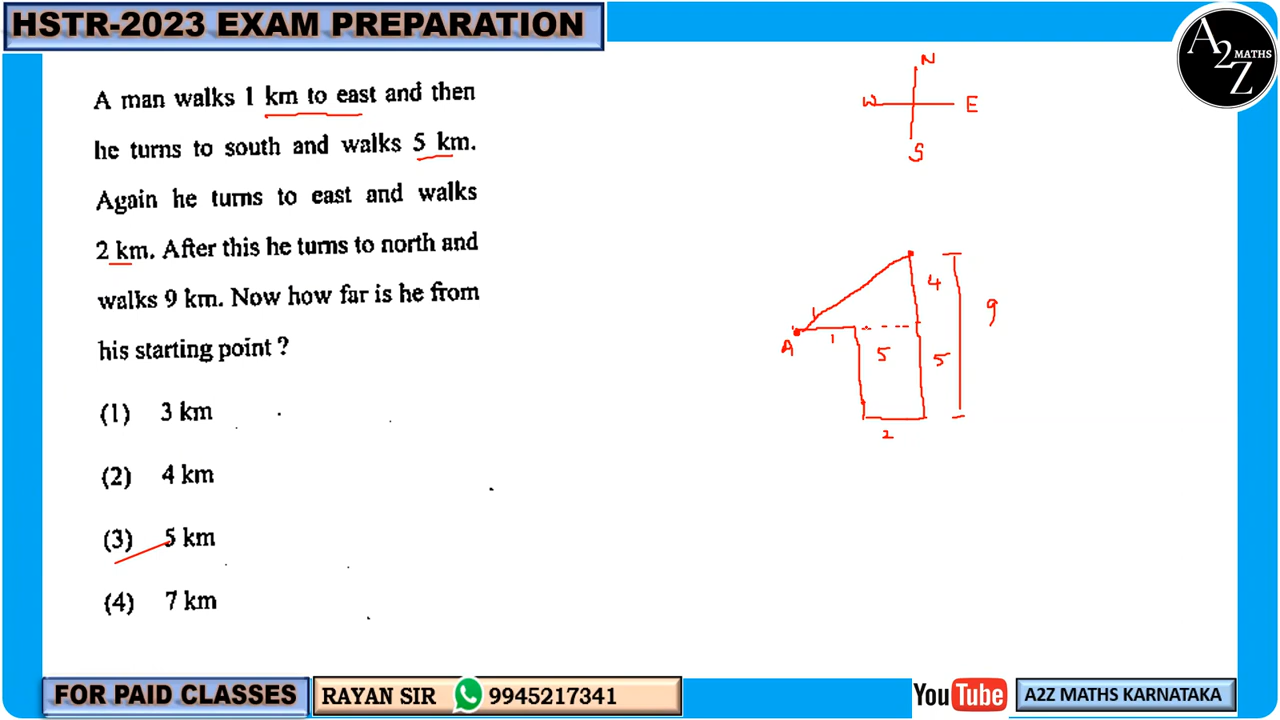 HSTR-2023 EXAM PREPARATION
A2Z MATHS
A man walks 1 km to east and then
he turns to south and walks 5 km.
Again he turns to east and walks
2 km. After this he turns to north and
walks 9 km. Now how far is he from
his starting point ?
(1) 3 km
(2) 4 km
(3) 5 km
(4) 7 km
N
W E
S
4
9
A 1 5 5
2
FOR PAID CLASSES RAYAN SIR 9945217341 YouTube A2Z MATHS KARNATAKA